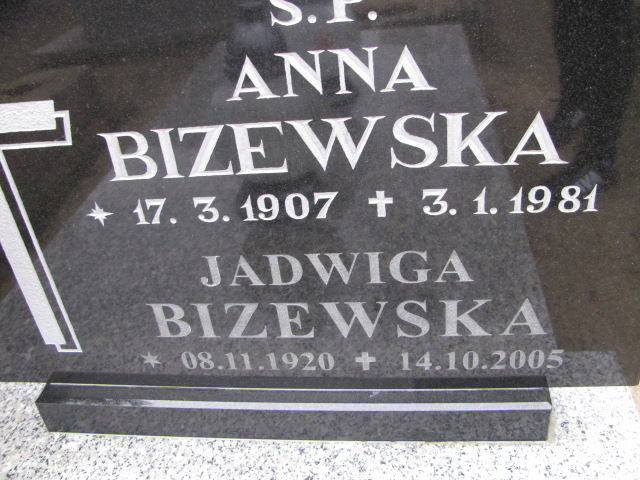 Ś.P.
ANNA
BIZEWSKA
* 17. 3. 1907 ✝ 3. 1. 1981
JADWIGA
BIZEWSKA
* 08.11.1920 ✝ 14.10.2005